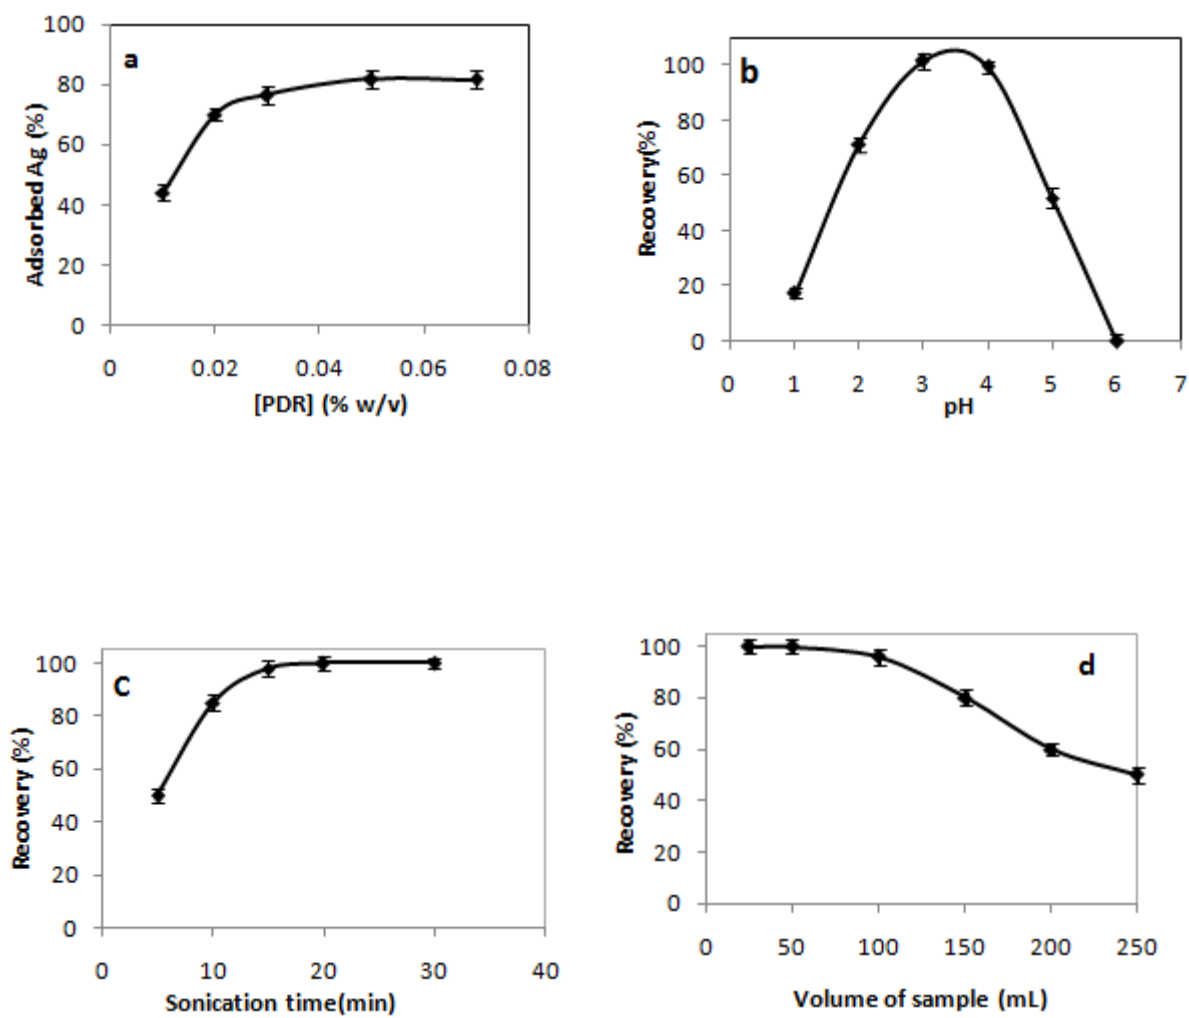 a
100
80
60
40
20
0
Adsorbed Ag (%)
0 0.02 0.04 0.06 0.08
[PDR] (% w/v)
b
100
80
60
40
20
0
Recovery(%)
0 1 2 3 4 5 6 7
pH
C
100
80
60
40
20
0
Recovery (%)
0 10 20 30 40
Sonication time(min)
d
100
80
60
40
20
0
Recovery (%)
0 50 100 150 200 250
Volume of sample (mL)